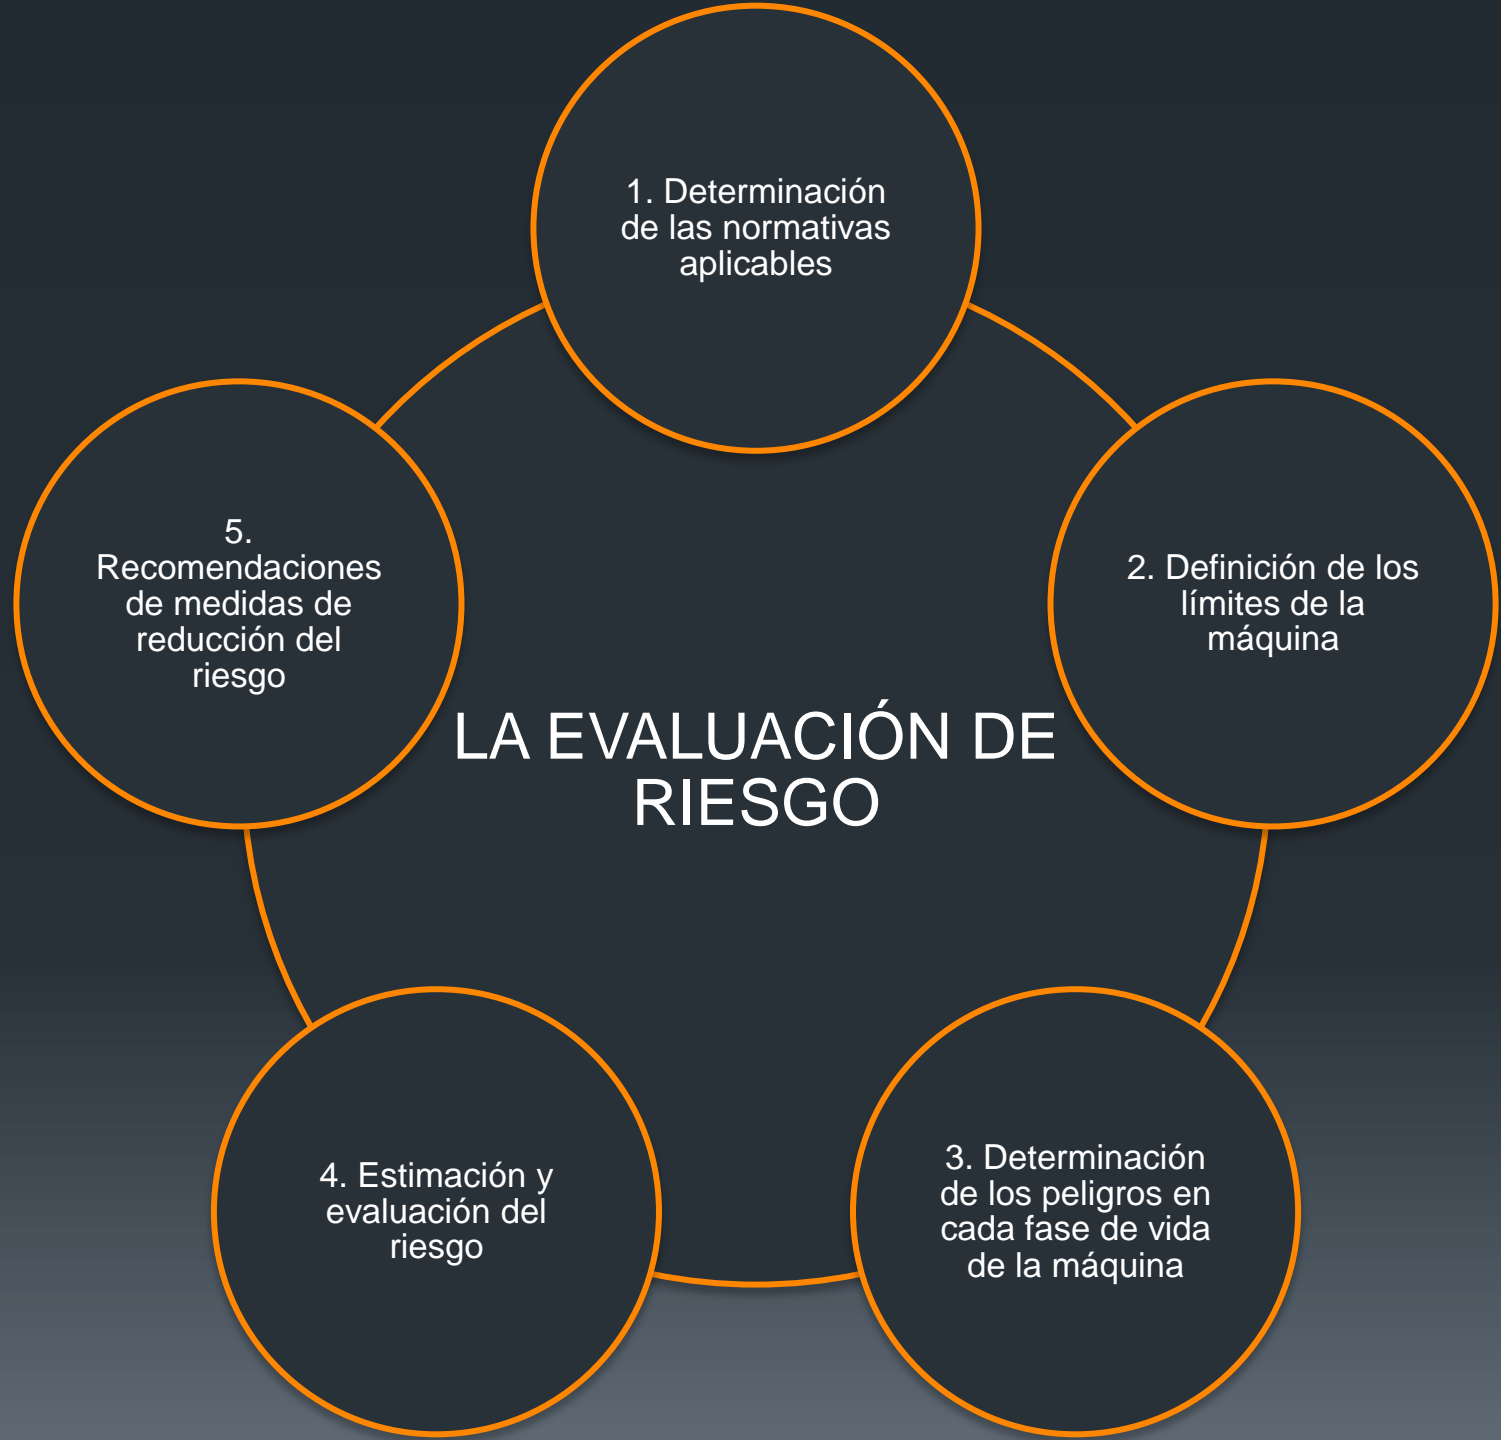 1. Determinación
de las normativas
aplicables
2. Definición de los
límites de la
máquina
3. Determinación
de los peligros en
cada fase de vida
de la máquina
4. Estimación y
evaluación del
riesgo
5.
Recomendaciones
de medidas de
reducción del
riesgo
LA EVALUACIÓN DE
RIESGO